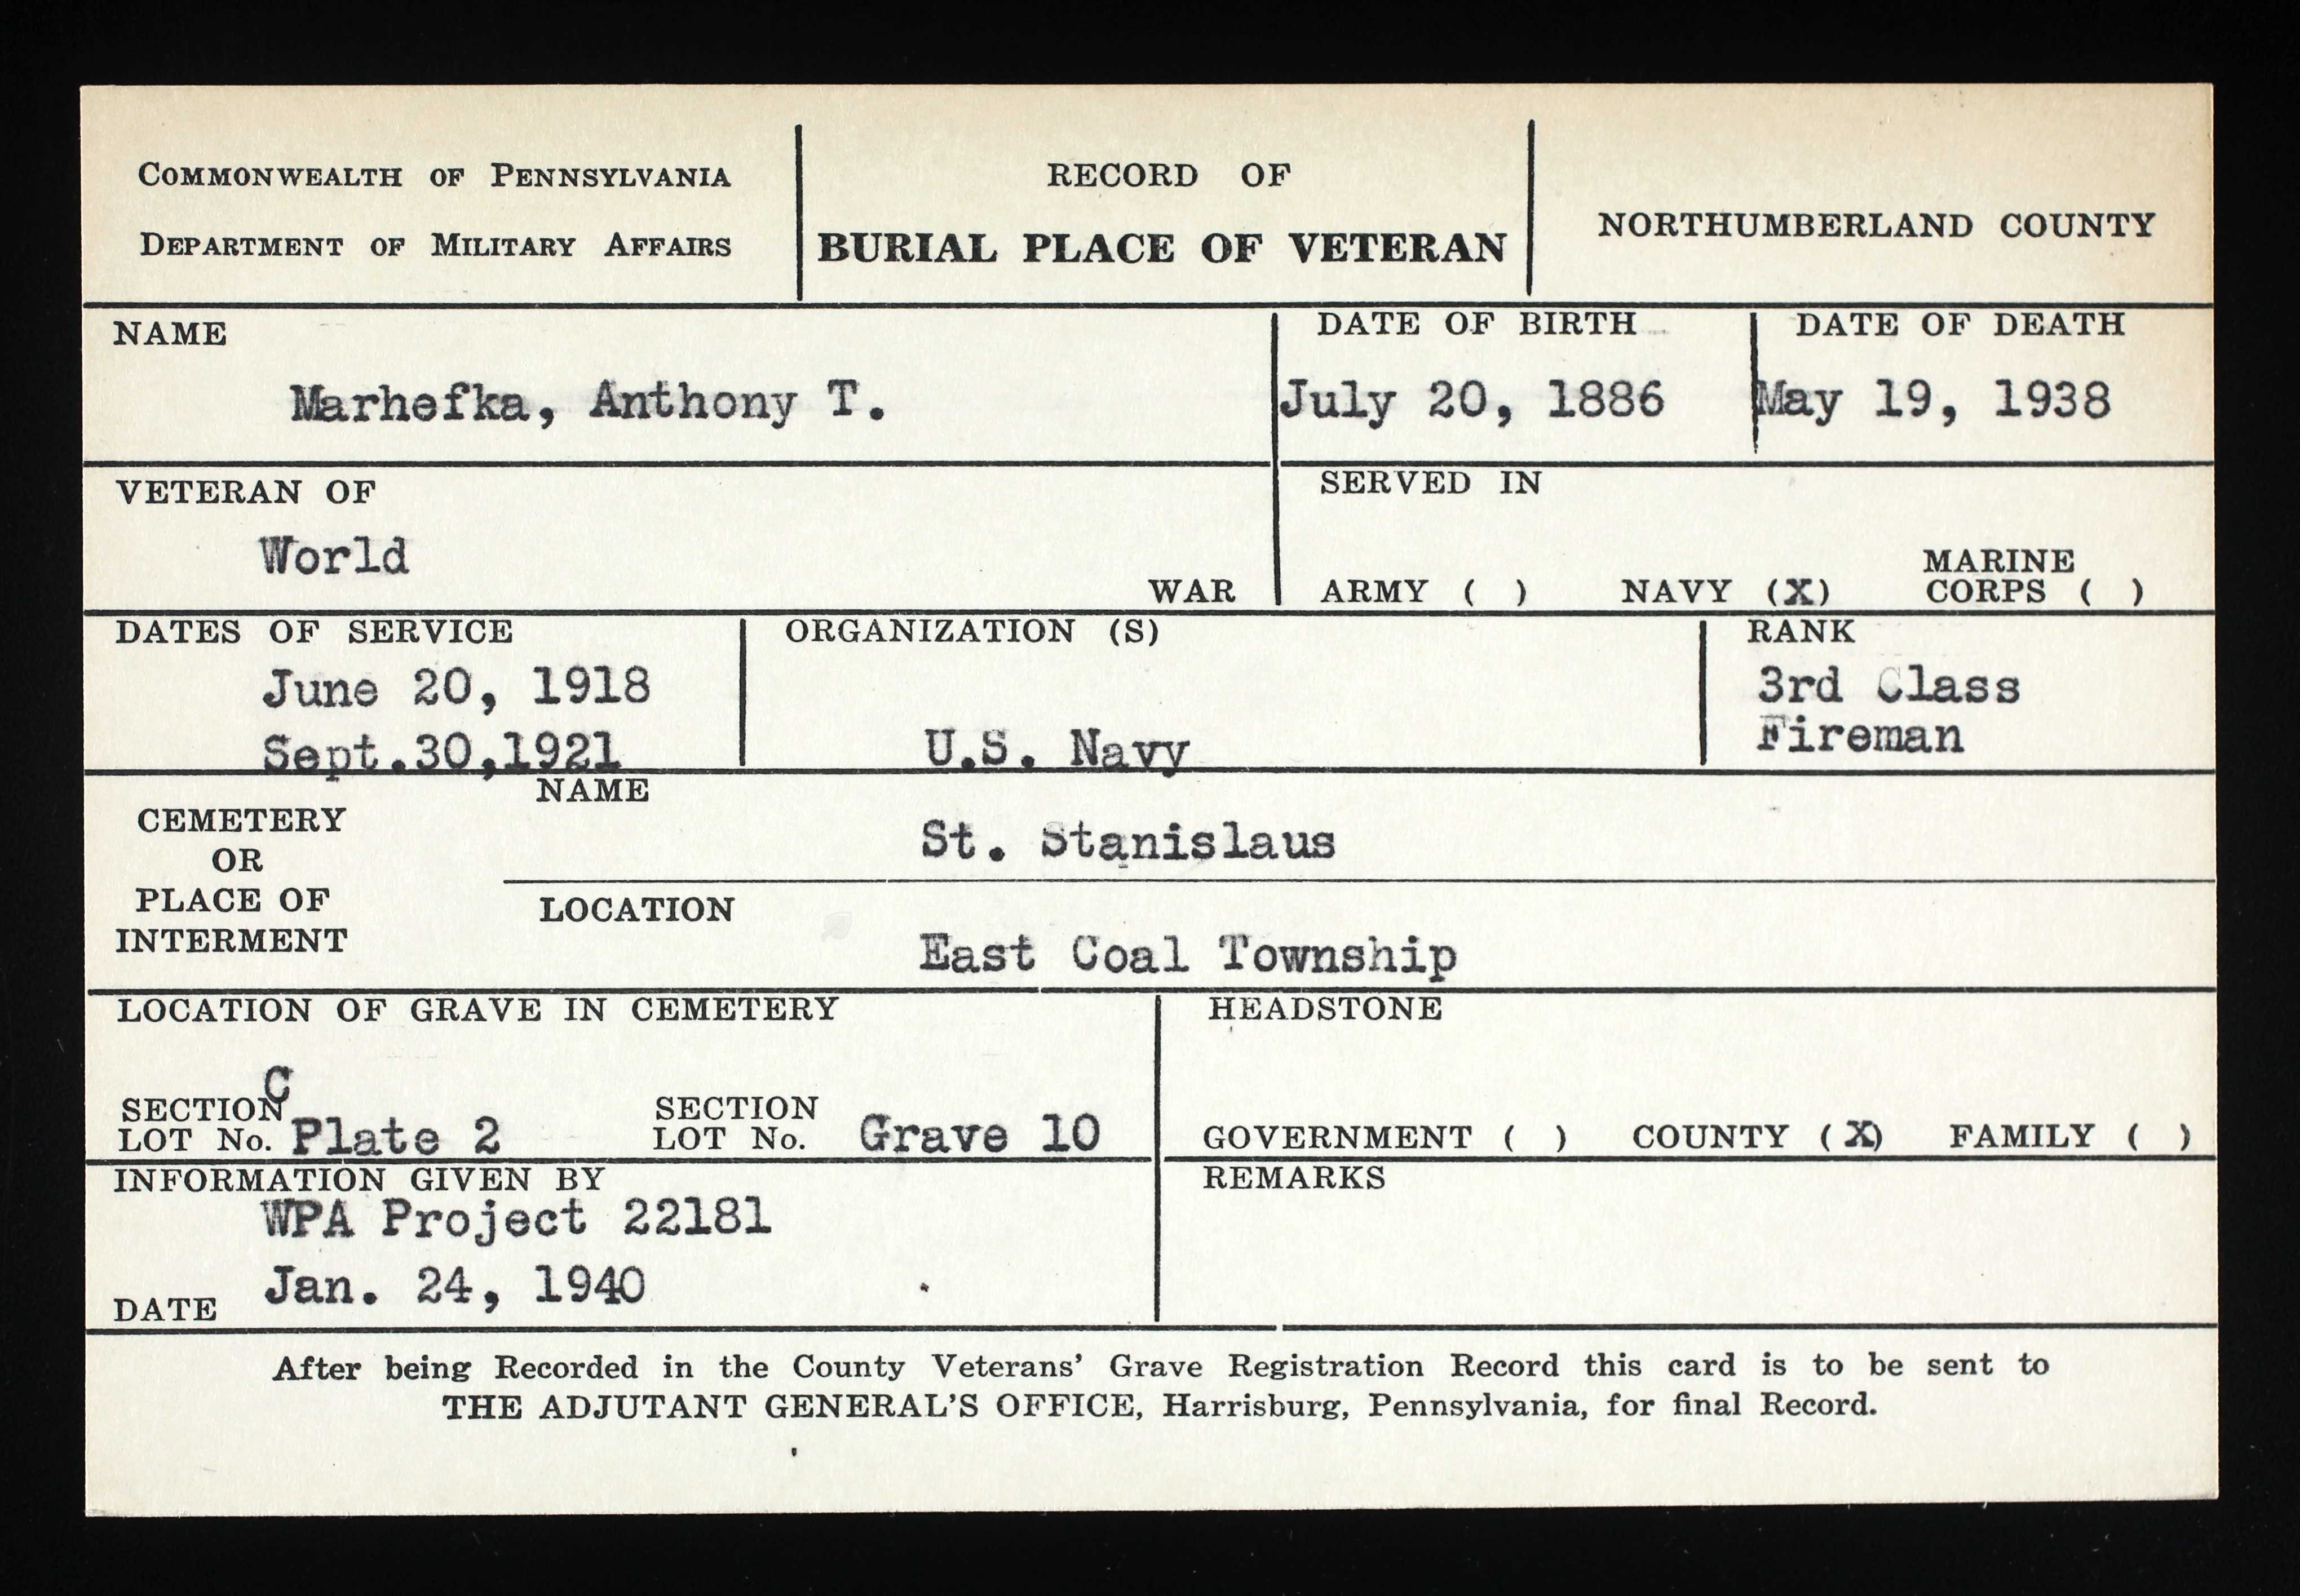 COMMONWEALTH OF PENNSYLVANIA
DEPARTMENT OF MILITARY AFFAIRS
RECORD OF
BURIAL PLACE OF VETERAN
NORTHUMBERLAND COUNTY
NAME
Marhefka, Anthony T.
DATE OF BIRTH
July 20, 1886
DATE OF DEATH
May 19, 1938
VETERAN OF
World
WAR
SERVED IN
ARMY ( ) NAVY (X) MARINE
CORPS ( )
DATES OF SERVICE
June 20, 1918
Sept.30,1921
ORGANIZATION (S)
U.S. Navy
RANK
3rd Class
Fireman
CEMETERY
OR
PLACE OF
INTERMENT
NAME
St. Stanislaus
LOCATION
East Coal Township
LOCATION OF GRAVE IN CEMETERY
SECTION C
LOT No. Plate 2
SECTION
LOT No. Grave 10
HEADSTONE
GOVERNMENT ( ) COUNTY (X) FAMILY ( )
INFORMATION GIVEN BY
WPA Project 22181
DATE Jan. 24, 1940
REMARKS
After being Recorded in the County Veterans' Grave Registration Record this card is to be sent to
THE ADJUTANT GENERAL'S OFFICE, Harrisburg, Pennsylvania, for final Record.